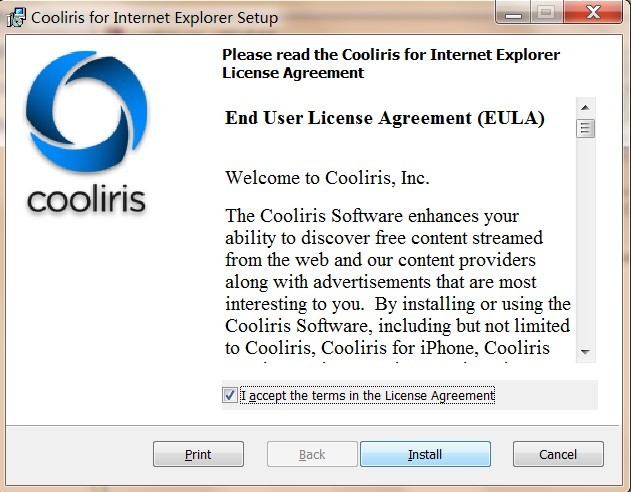 Cooliris for Internet Explorer Setup
Please read the Cooliris for Internet Explorer
License Agreement
End User License Agreement (EULA)
Welcome to Cooliris, Inc.
The Cooliris Software enhances your
ability to discover free content streamed
from the web and our content providers
along with advertisements that are most
interesting to you. By installing or using the
Cooliris Software, including but not limited
to Cooliris, Cooliris for iPhone, Cooliris
cooliris
I accept the terms in the License Agreement
Print
Back
Install
Cancel